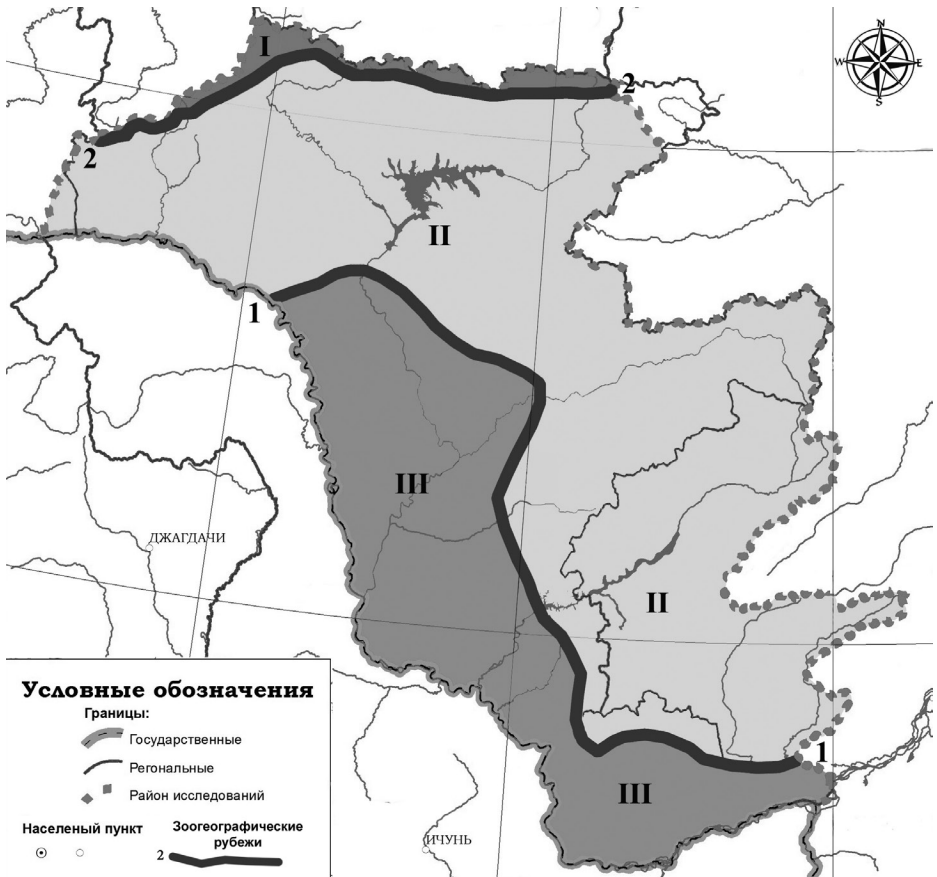 I
N
W E
S
2
2
II
1
III
ДЖАГДАЧИ
II
1
III
ИЧУНЬ
Условные обозначения
Границы:
Государственные
Регональные
Район исследований
Населеный пункт
Зоогеографические
рубежи
2